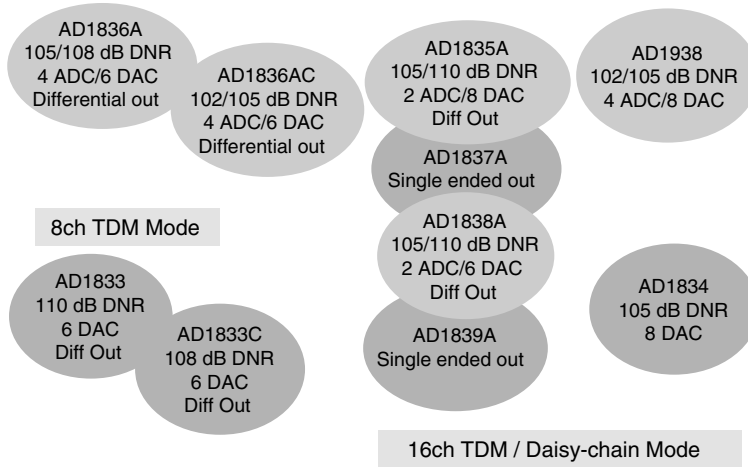 AD1836A
105/108 dB DNR
4 ADC/6 DAC
Differential out
AD1836AC
102/105 dB DNR
4 ADC/6 DAC
Differential out
AD1835A
105/110 dB DNR
2 ADC/8 DAC
Diff Out
AD1938
102/105 dB DNR
4 ADC/8 DAC
AD1837A
Single ended out
8ch TDM Mode
AD1838A
105/110 dB DNR
2 ADC/6 DAC
Diff Out
AD1833
110 dB DNR
6 DAC
Diff Out
AD1833C
108 dB DNR
6 DAC
Diff Out
AD1839A
Single ended out
AD1834
105 dB DNR
8 DAC
16ch TDM / Daisy-chain Mode